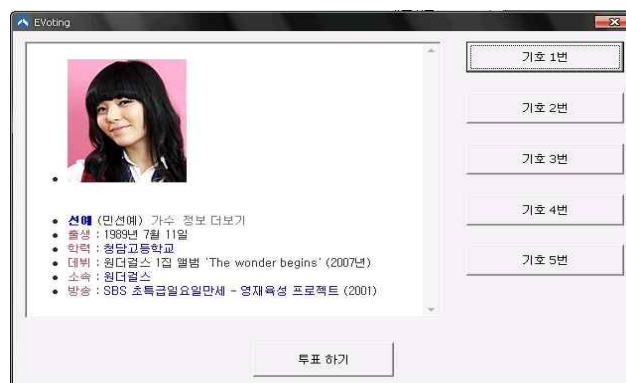 EVoting
선예 (민선예) 가수 정보 더보기
출생 : 1989년 7월 11일
학력 : 청담고등학교
데뷔 : 원더걸스 1집 앨범 'The wonder begins' (2007년)
소속 : 원더걸스
방송 : SBS 초특급일요일만세 - 영재육성 프로젝트 (2001)
기호 1번
기호 2번
기호 3번
기호 4번
기호 5번
투표 하기